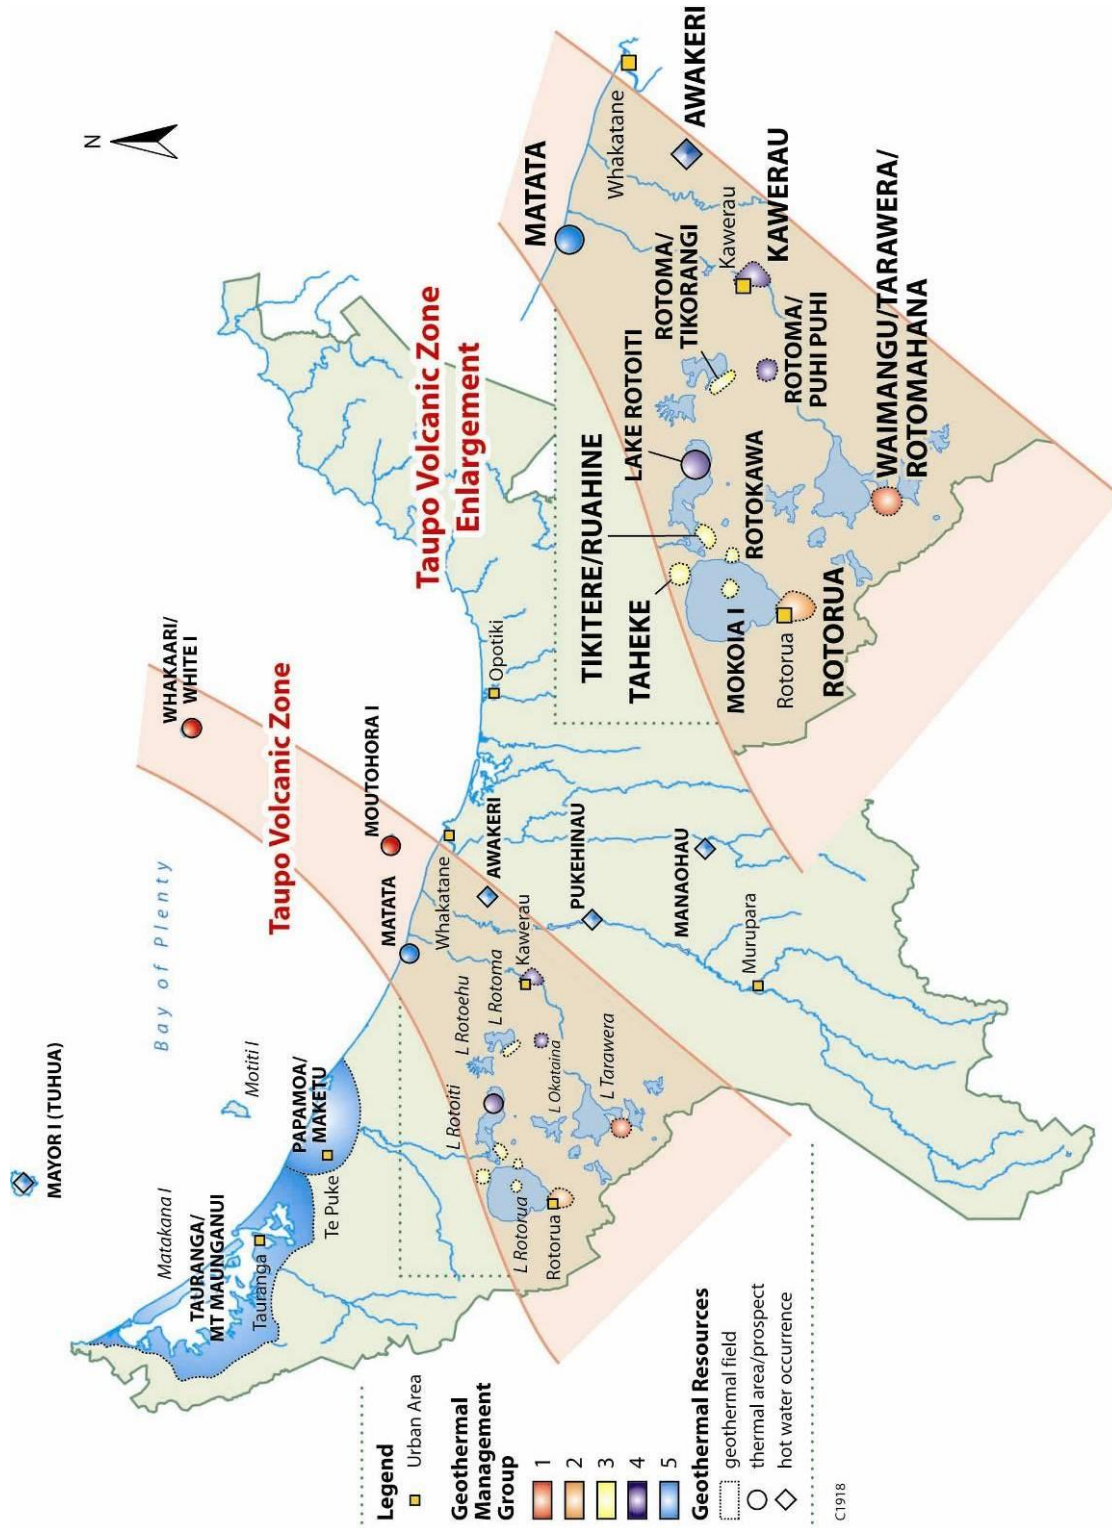 N
MAYOR I (TUHUA)
Bay of Plenty
WHAKAARI/
WHITE I
Taupo Volcanic Zone
MOUTOHORA I
MATATA
Motiti I
Matakana I
TAURANGA/
MT MAUNGANUI
Tauranga
PAPAMOA/
MAKETU
Te Puke
Whakatane
Opotiki
AWAKERI
L Rotoiti
L Rotoehu
L Rotoma
Kawerau
L Rotorua
L Okataina
L Tarawera
Rotorua
PUKEHINAU
MANAOHAU
Murupara
Taupo Volcanic Zone
Enlargement
MATATA
Whakatane
AWAKERI
TIKITERE/RUAHINE
TAHEKE
LAKE ROTOITI
ROTOMA/
TIKORANGI
Kawerau
KAWERAU
MOKOIA I
ROTOKAWA
ROTOMA/
PUHI PUHI
Rotorua
ROTORUA
WAIMANGU/TARAWERA/
ROTOMAHANA
Legend
Urban Area
Geothermal
Management
Group
1
2
3
4
5
Geothermal Resources
geothermal field
thermal area/prospect
hot water occurrence
C1918